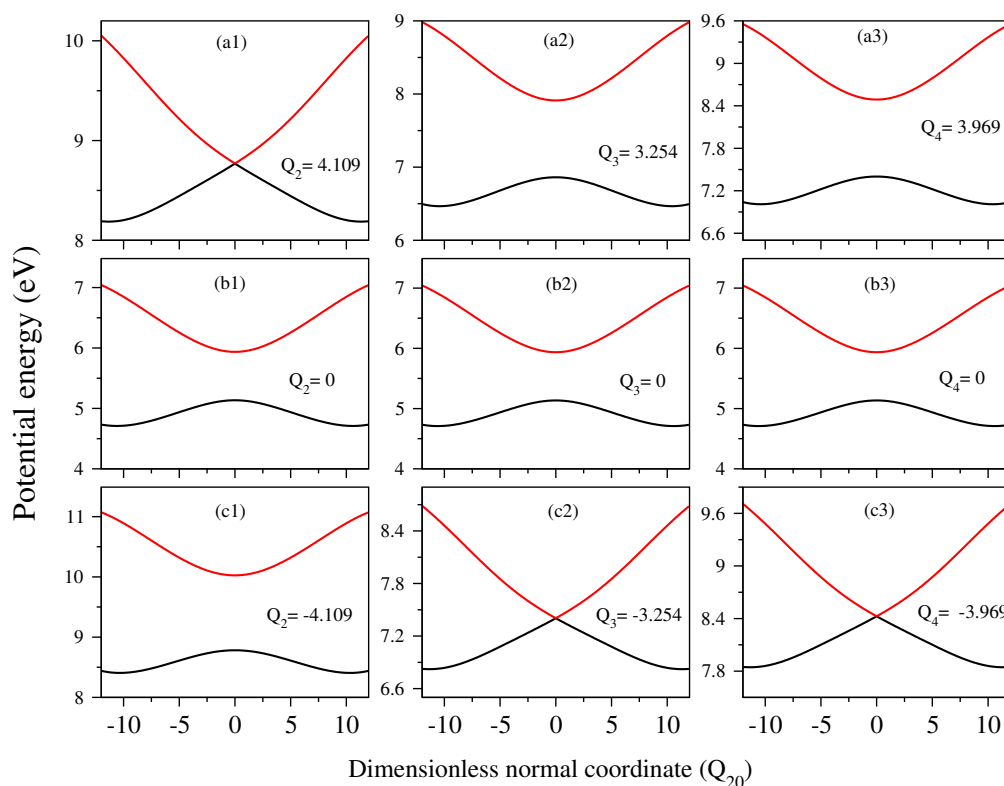 (a1)
Q2= 4.109
10
9
8
(a2)
Q3= 3.254
9
8
7
6
(a3)
Q4= 3.969
9.6
9
8.4
7.8
7.2
6.6
(b1)
Q2= 0
7
6
5
4
(b2)
Q3= 0
7
6
5
4
(b3)
Q4= 0
7
6
5
4
(c1)
Q2= -4.109
11
10
9
8
-10 -5 0 5 10
(c2)
Q3= -3.254
8.4
7.8
7.2
6.6
-10 -5 0 5 10
(c3)
Q4= -3.969
9.6
9
8.4
7.8
-10 -5 0 5 10
Potential energy (eV)
Dimensionless normal coordinate (Q20)